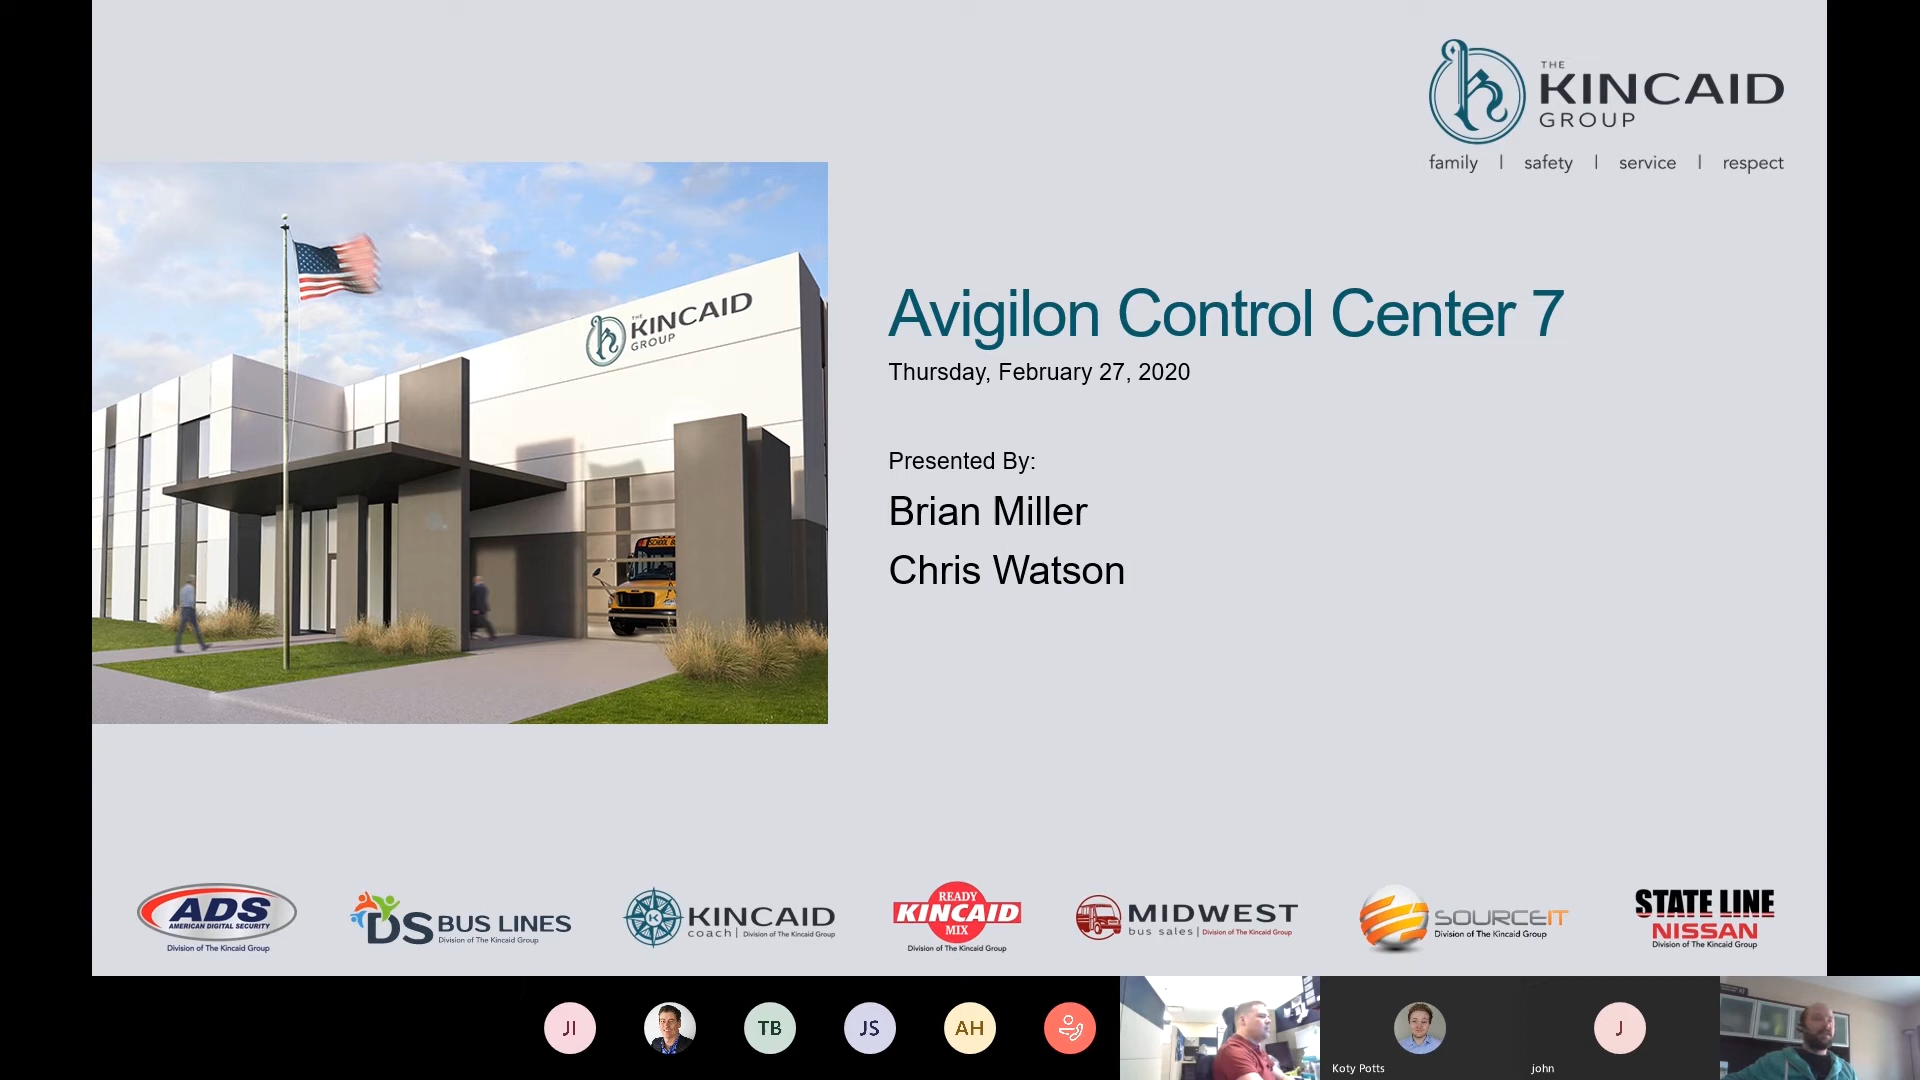 THE
KINCAID
GROUP
family | safety | service | respect
THE
KINCAID
GROUP
SCHOOL B
Avigilon Control Center 7
Thursday, February 27, 2020
Presented By:
Brian Miller
Chris Watson
ADS
AMERICAN DIGITAL SECURITY
Division of The Kincaid Group
DS BUS LINES
Division of The Kincaid Group
K
KINCAID
coach | Division of The Kincaid Group
READY
KINCAID
MIX
Division of The Kincaid Group
MIDWEST
bus sales | Division of The Kincaid Group
SOURCEIT
Division of The Kincaid Group
STATE LINE
NISSAN
Division of The Kincaid Group
JI
TB
JS
AH
J
Koty Potts
john